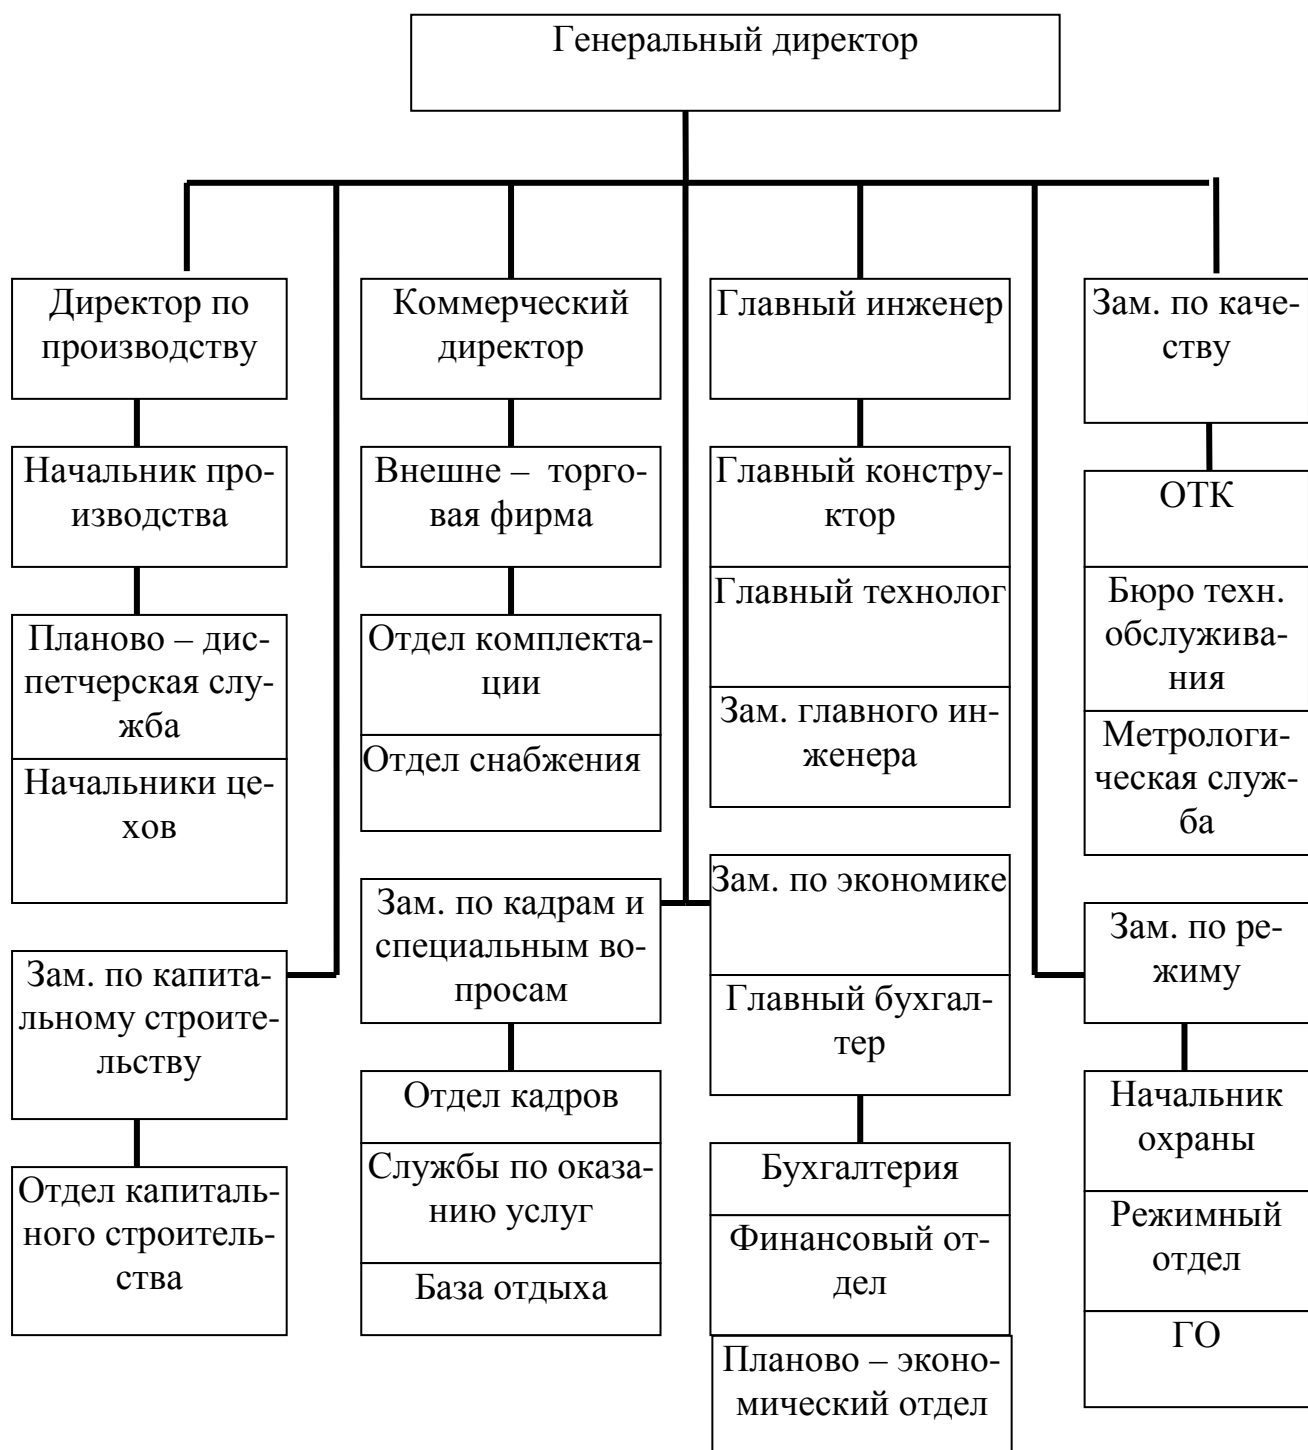 Генеральный директор
Директор по
производству
Коммерческий
директор
Главный инженер
Зам. по каче-
ству
Начальник про-
изводства
Внешне – торго-
вая фирма
Главный констру-
ктор
ОТК
Планово – дис-
петчерская слу-
жба
Отдел комплекта-
ции
Главный технолог
Бюро техн.
обслужива-
ния
Начальники це-
хов
Отдел снабжения
Зам. главного ин-
женера
Метрологи-
ческая служ-
ба
Зам. по капита-
льному строите-
льству
Зам. по кадрам и
специальным во-
просам
Зам. по экономике
Главный бухгал-
тер
Зам. по ре-
жиму
Отдел капиталь-
ного строитель-
ства
Отдел кадров
Службы по оказа-
нию услуг
База отдыха
Бухгалтерия
Финансовый от-
дел
Планово – эконо-
мический отдел
Начальник
охраны
Режимный
отдел
ГО